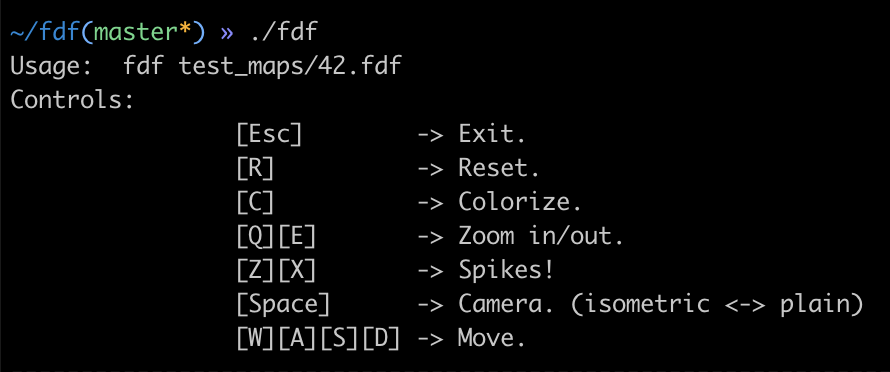 ~/fdf(master*) » ./fdf
Usage:  fdf test_maps/42.fdf
Controls:
[Esc] -> Exit.
[R] -> Reset.
[C] -> Colorize.
[Q][E] -> Zoom in/out.
[Z][X] -> Spikes!
[Space] -> Camera. (isometric <-> plain)
[W][A][S][D] -> Move.